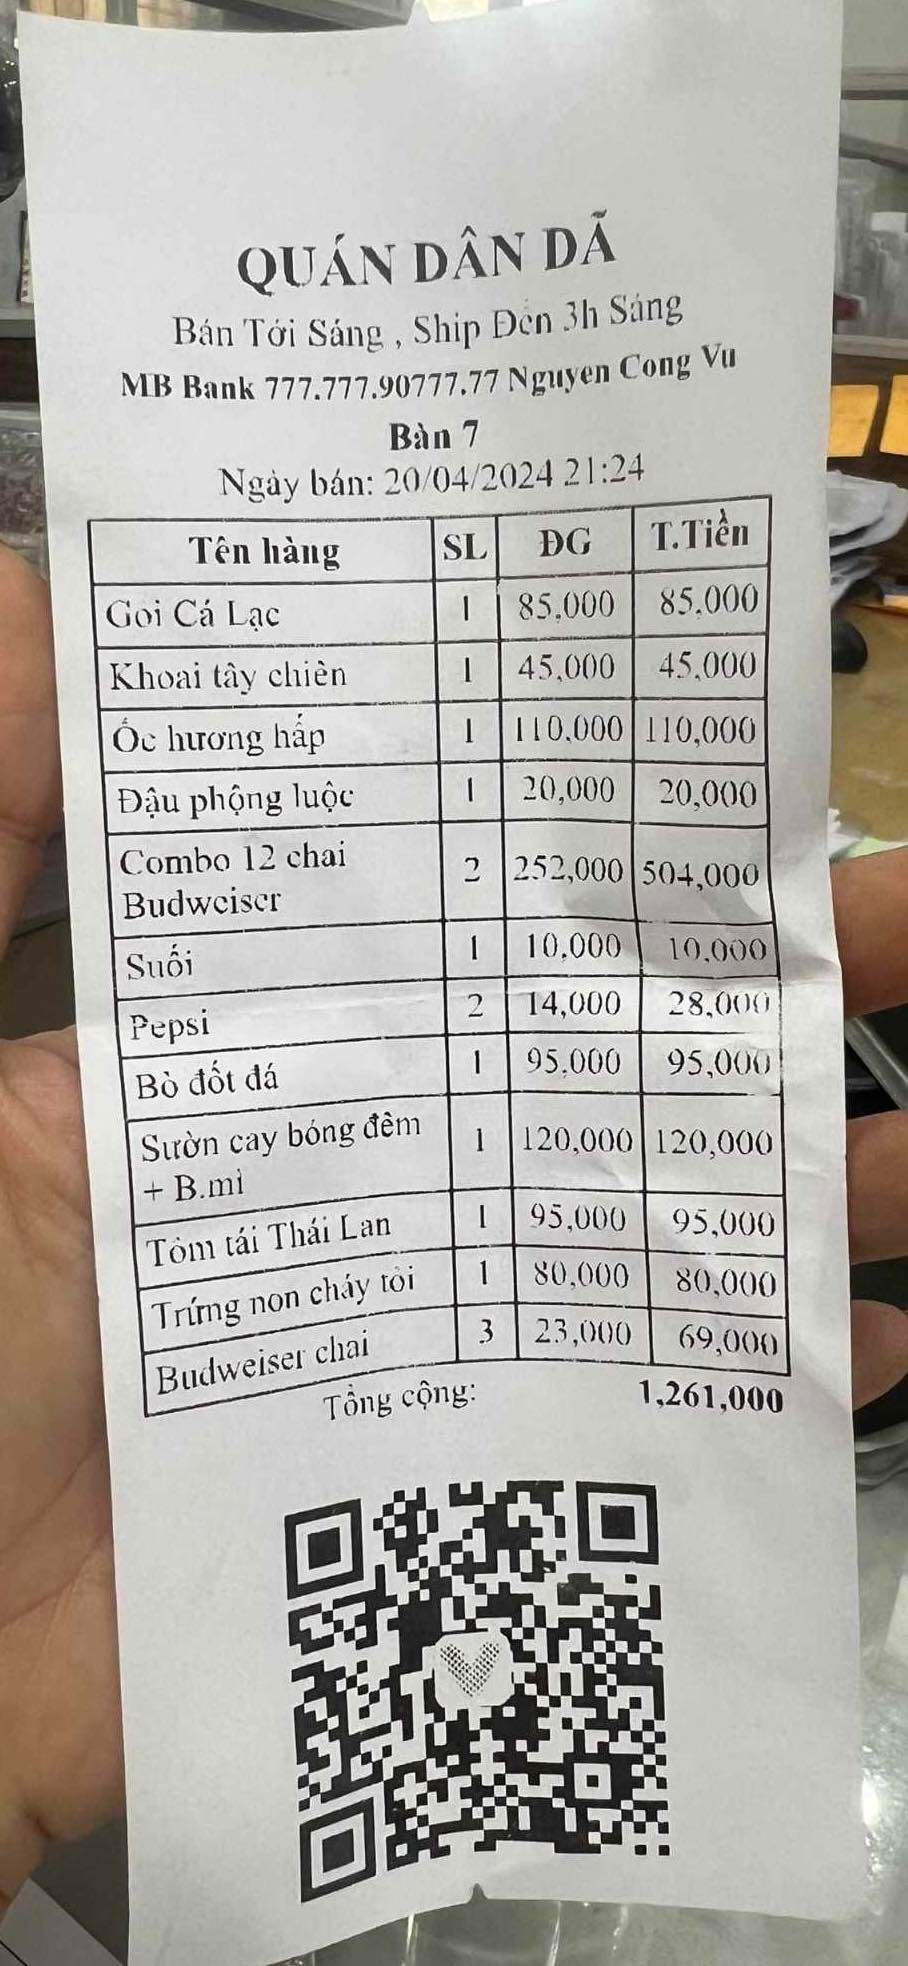 QUÁN DÂN DÃ
Bán Tới Sáng , Ship Đến 3h Sáng
MB Bank 777.777.90777.77 Nguyen Cong Vu
Bàn 7
Ngày bán: 20/04/2024 21:24
Tên hàng SL ĐG T.Tiền
Gỏi Cá Lạc 1 85,000 85,000
Khoai tây chiên 1 45,000 45,000
Ốc hương hấp 1 110,000 110,000
Đậu phộng luộc 1 20,000 20,000
Combo 12 chai
Budweiser 2 252,000 504,000
Suối 1 10,000 10,000
Pepsi 2 14,000 28,000
Bò đốt đá 1 95,000 95,000
Sườn cay bóng đêm
+ B.mì 1 120,000 120,000
Tôm tái Thái Lan 1 95,000 95,000
Trứng non cháy tỏi 1 80,000 80,000
Budweiser chai 3 23,000 69,000
Tổng cộng: 1,261,000